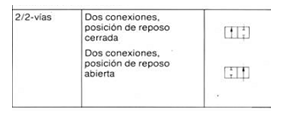 2/2-vías
Dos conexiones,
posición de reposo
cerrada
Dos conexiones,
posición de reposo
abierta